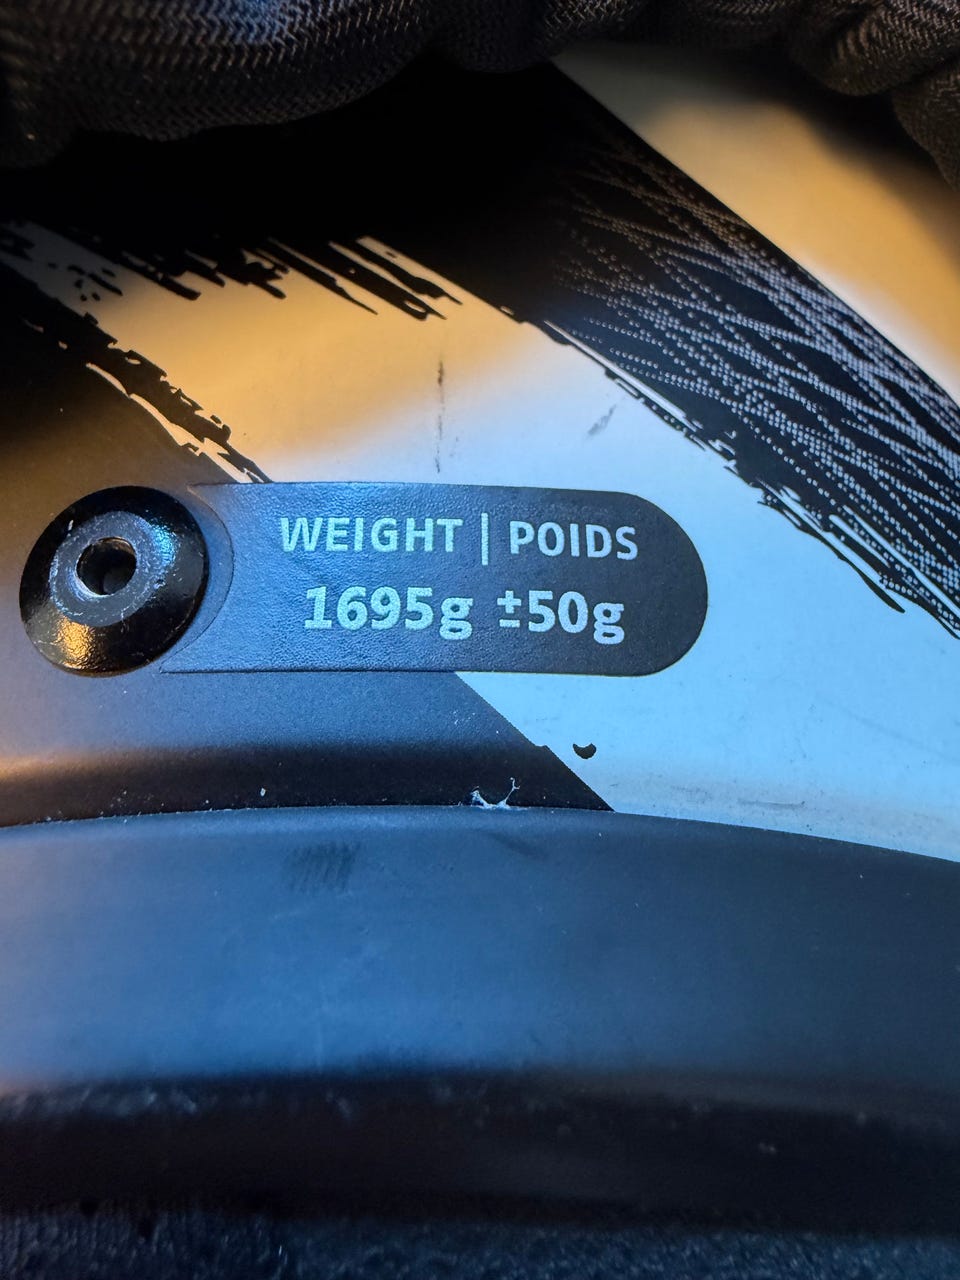 WEIGHT | POIDS
1695g ±50g